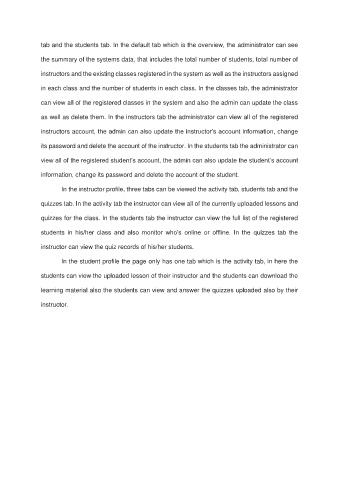 tab and the students tab. In the default tab which is the overview, the administrator can see
the summary of the systems data, that includes the total number of students, total number of
instructors and the existing classes registered in the system as well as the instructors assigned
in each class and the number of students in each class. In the classes tab, the administrator
can view all of the registered classes in the system and also the admin can update the class
as well as delete them. In the instructors tab the administrator can view all of the registered
instructors account, the admin can also update the instructor's account information, change
its password and delete the account of the instructor. In the students tab the administrator can
view all of the registered student's account, the admin can also update the student's account
information, change its password and delete the account of the student.
In the instructor profile, three tabs can be viewed the activity tab, students tab and the
quizzes tab. In the activity tab the instructor can view all of the currently uploaded lessons and
quizzes for the class. In the students tab the instructor can view the full list of the registered
students in his/her class and also monitor who's online or offline. In the quizzes tab the
instructor can view the quiz records of his/her students.
In the student profile the page only has one tab which is the activity tab, in here the
students can view the uploaded lesson of their instructor and the students can download the
learning material also the students can view and answer the quizzes uploaded also by their
instructor.